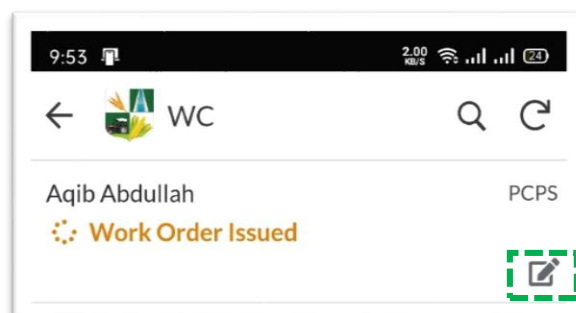 9:53 2.00 KB/S 24
WC
Aqib Abdullah PCPS
Work Order Issued